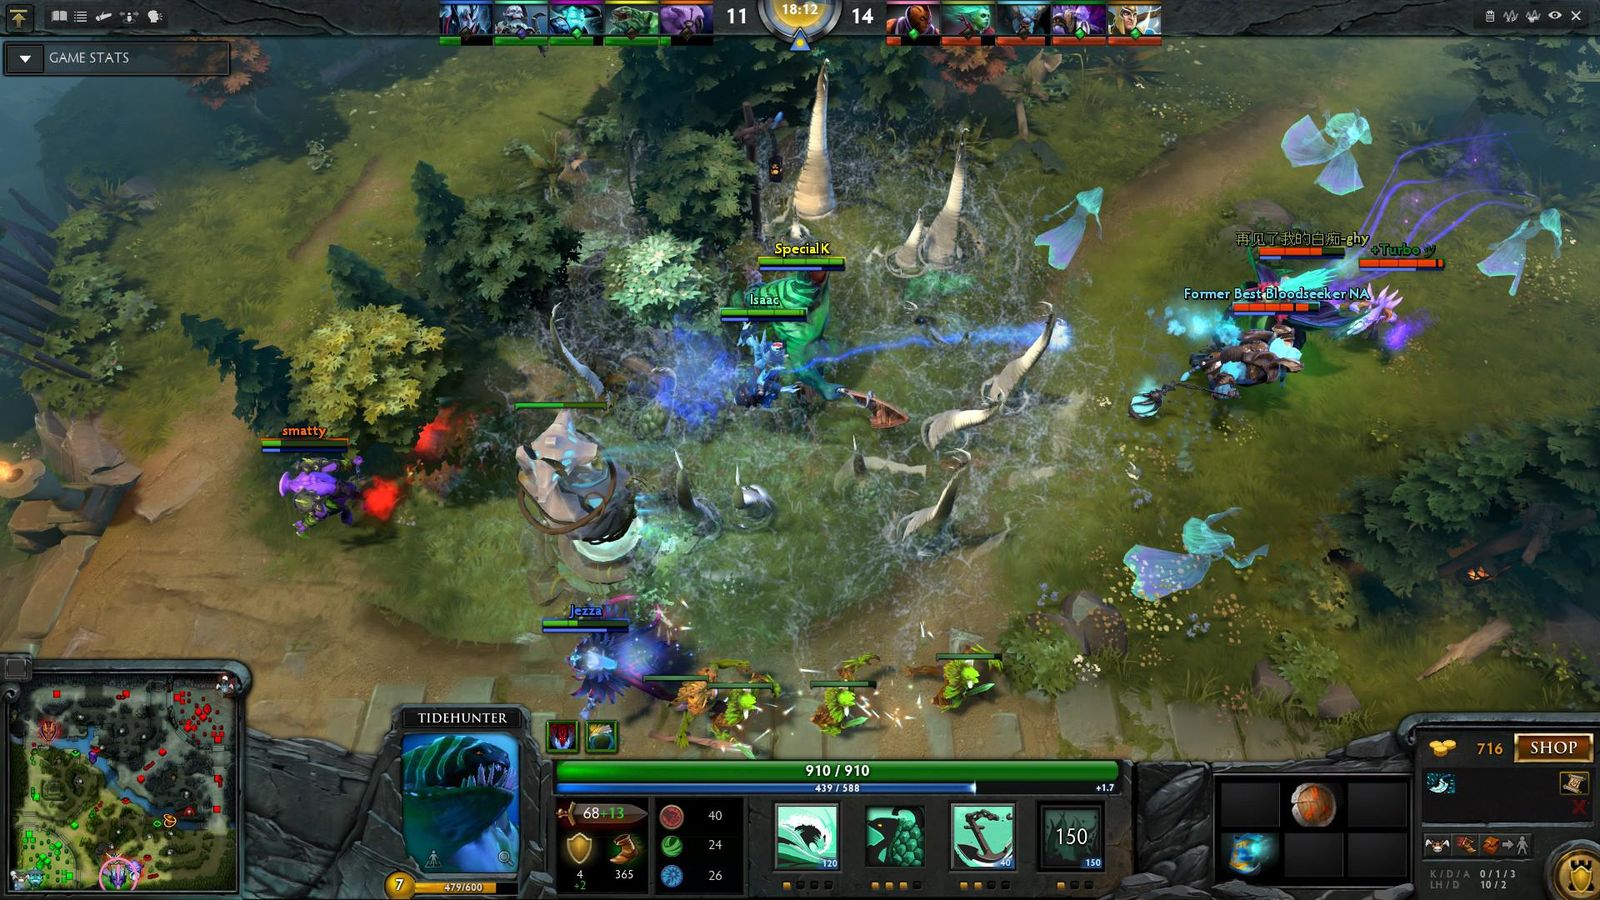 11
18:12
14
GAME STATS
SpecialK
再见了我的白痴-ghy
+Turbo
Isaac
Former Best Bloodseeker NA
smatty
Jezza
TIDEHUNTER
716
SHOP
910 / 910
439 / 588
+1.7
68+13
40
24
26
4
+2
365
120
40
150
150
7
479/600
K / D / A 0 / 1 / 3
LH / D 10 / 2